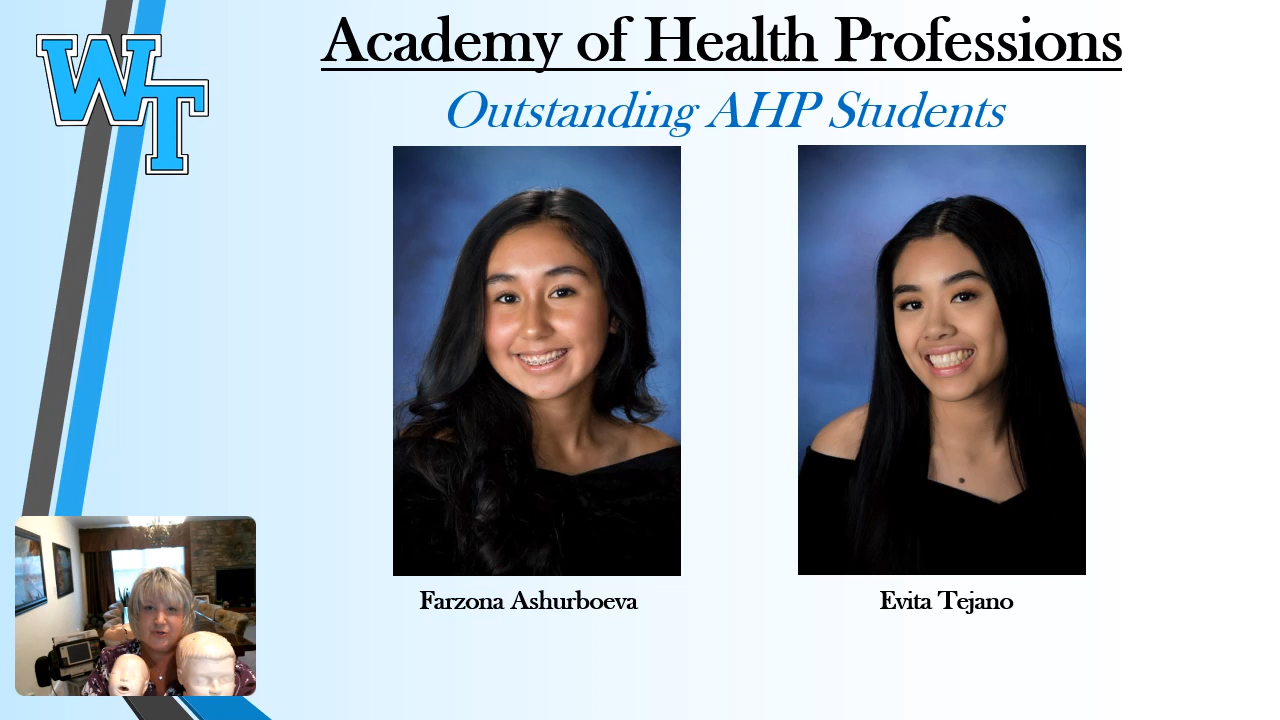 WT
Academy of Health Professions
Outstanding AHP Students
Farzona Ashurboeva
Evita Tejano